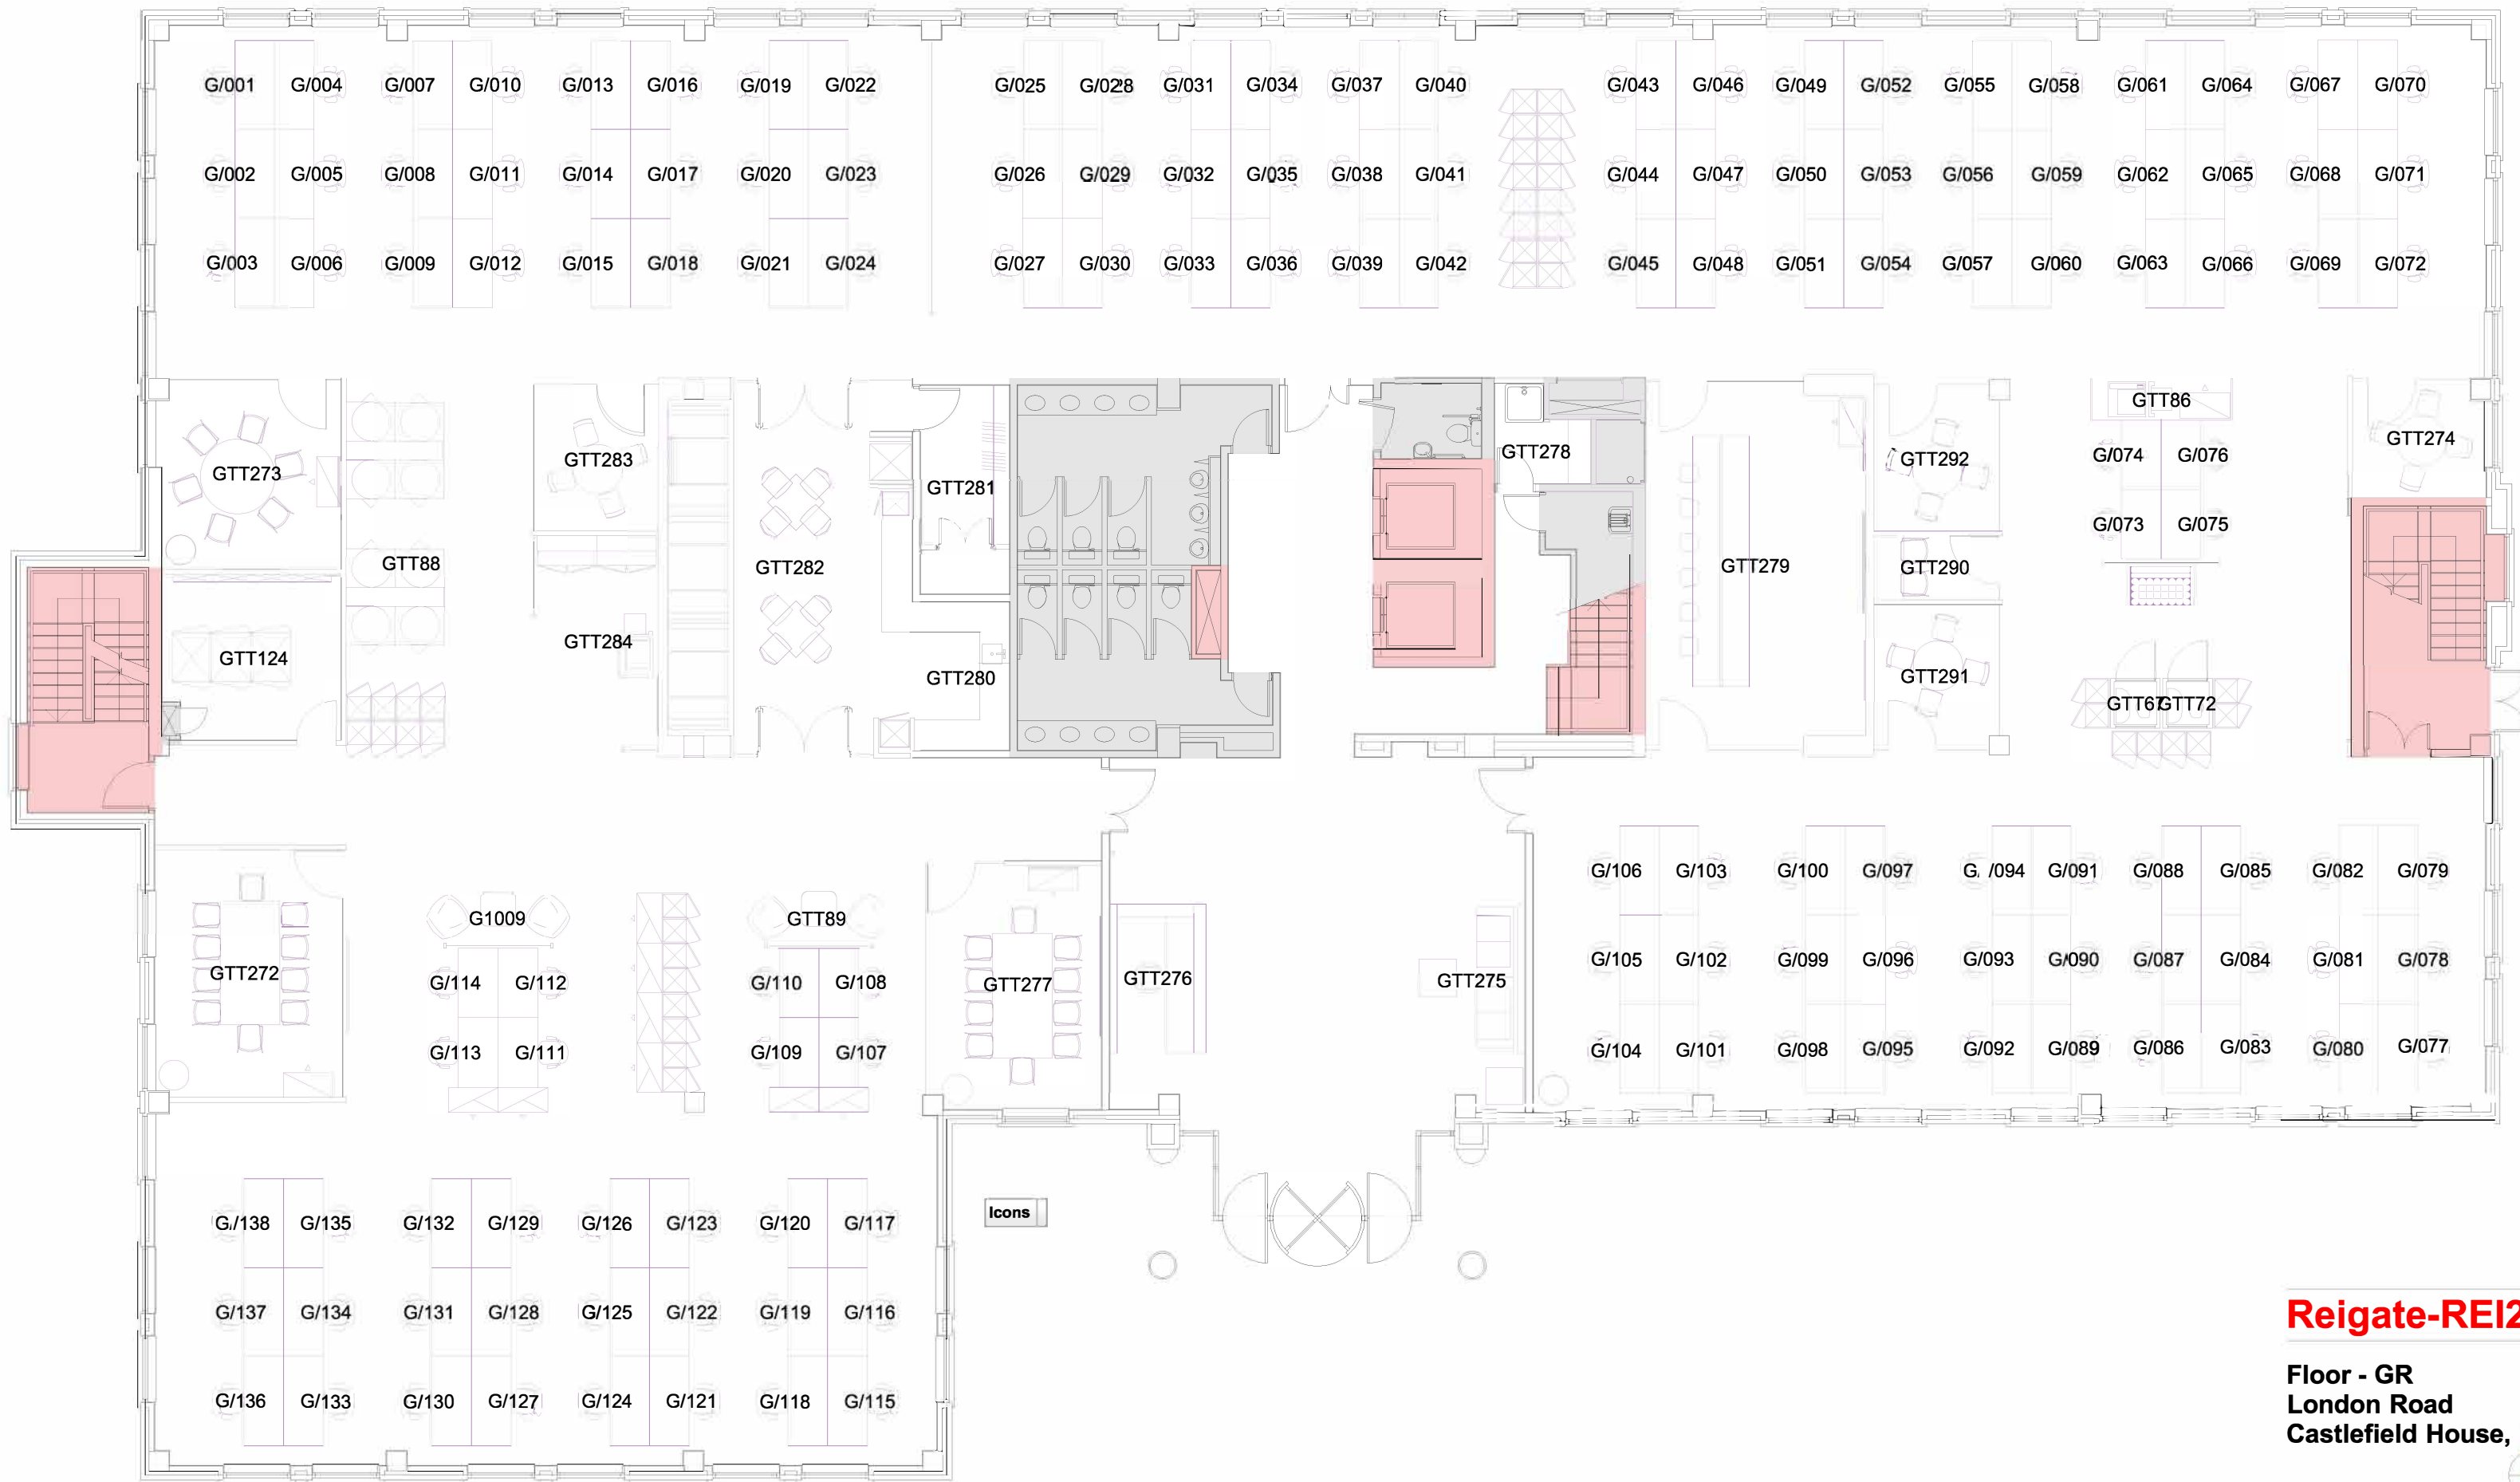 G/001 G/004 G/007 G/010 G/013 G/016 G/019 G/022 G/025 G/028 G/031 G/034 G/037 G/040 G/043 G/046 G/049 G/052 G/055 G/058 G/061 G/064 G/067 G/070
G/002 G/005 G/008 G/011 G/014 G/017 G/020 G/023 G/026 G/029 G/032 G/035 G/038 G/041 G/044 G/047 G/050 G/053 G/056 G/059 G/062 G/065 G/068 G/071
G/003 G/006 G/009 G/012 G/015 G/018 G/021 G/024 G/027 G/030 G/033 G/036 G/039 G/042 G/045 G/048 G/051 G/054 G/057 G/060 G/063 G/066 G/069 G/072
GTT86
GTT274
GTT273 GTT283 GTT281 GTT278 GTT292 G/074 G/076
G/073 G/075
GTT88 GTT282 GTT279 GTT290
GTT124 GTT284 GTT280 GTT291
GTT67 GTT72
G/106 G/103 G/100 G/097 G/094 G/091 G/088 G/085 G/082 G/079
G1009 GTT89
GTT272 G/114 G/112 G/110 G/108 GTT277 GTT276 GTT275 G/105 G/102 G/099 G/096 G/093 G/090 G/087 G/084 G/081 G/078
G/113 G/111 G/109 G/107 G/104 G/101 G/098 G/095 G/092 G/089 G/086 G/083 G/080 G/077
G/138 G/135 G/132 G/129 G/126 G/123 G/120 G/117 Icons
G/137 G/134 G/131 G/128 G/125 G/122 G/119 G/116
G/136 G/133 G/130 G/127 G/124 G/121 G/118 G/115
Reigate-REI2
Floor - GR
London Road
Castlefield House,